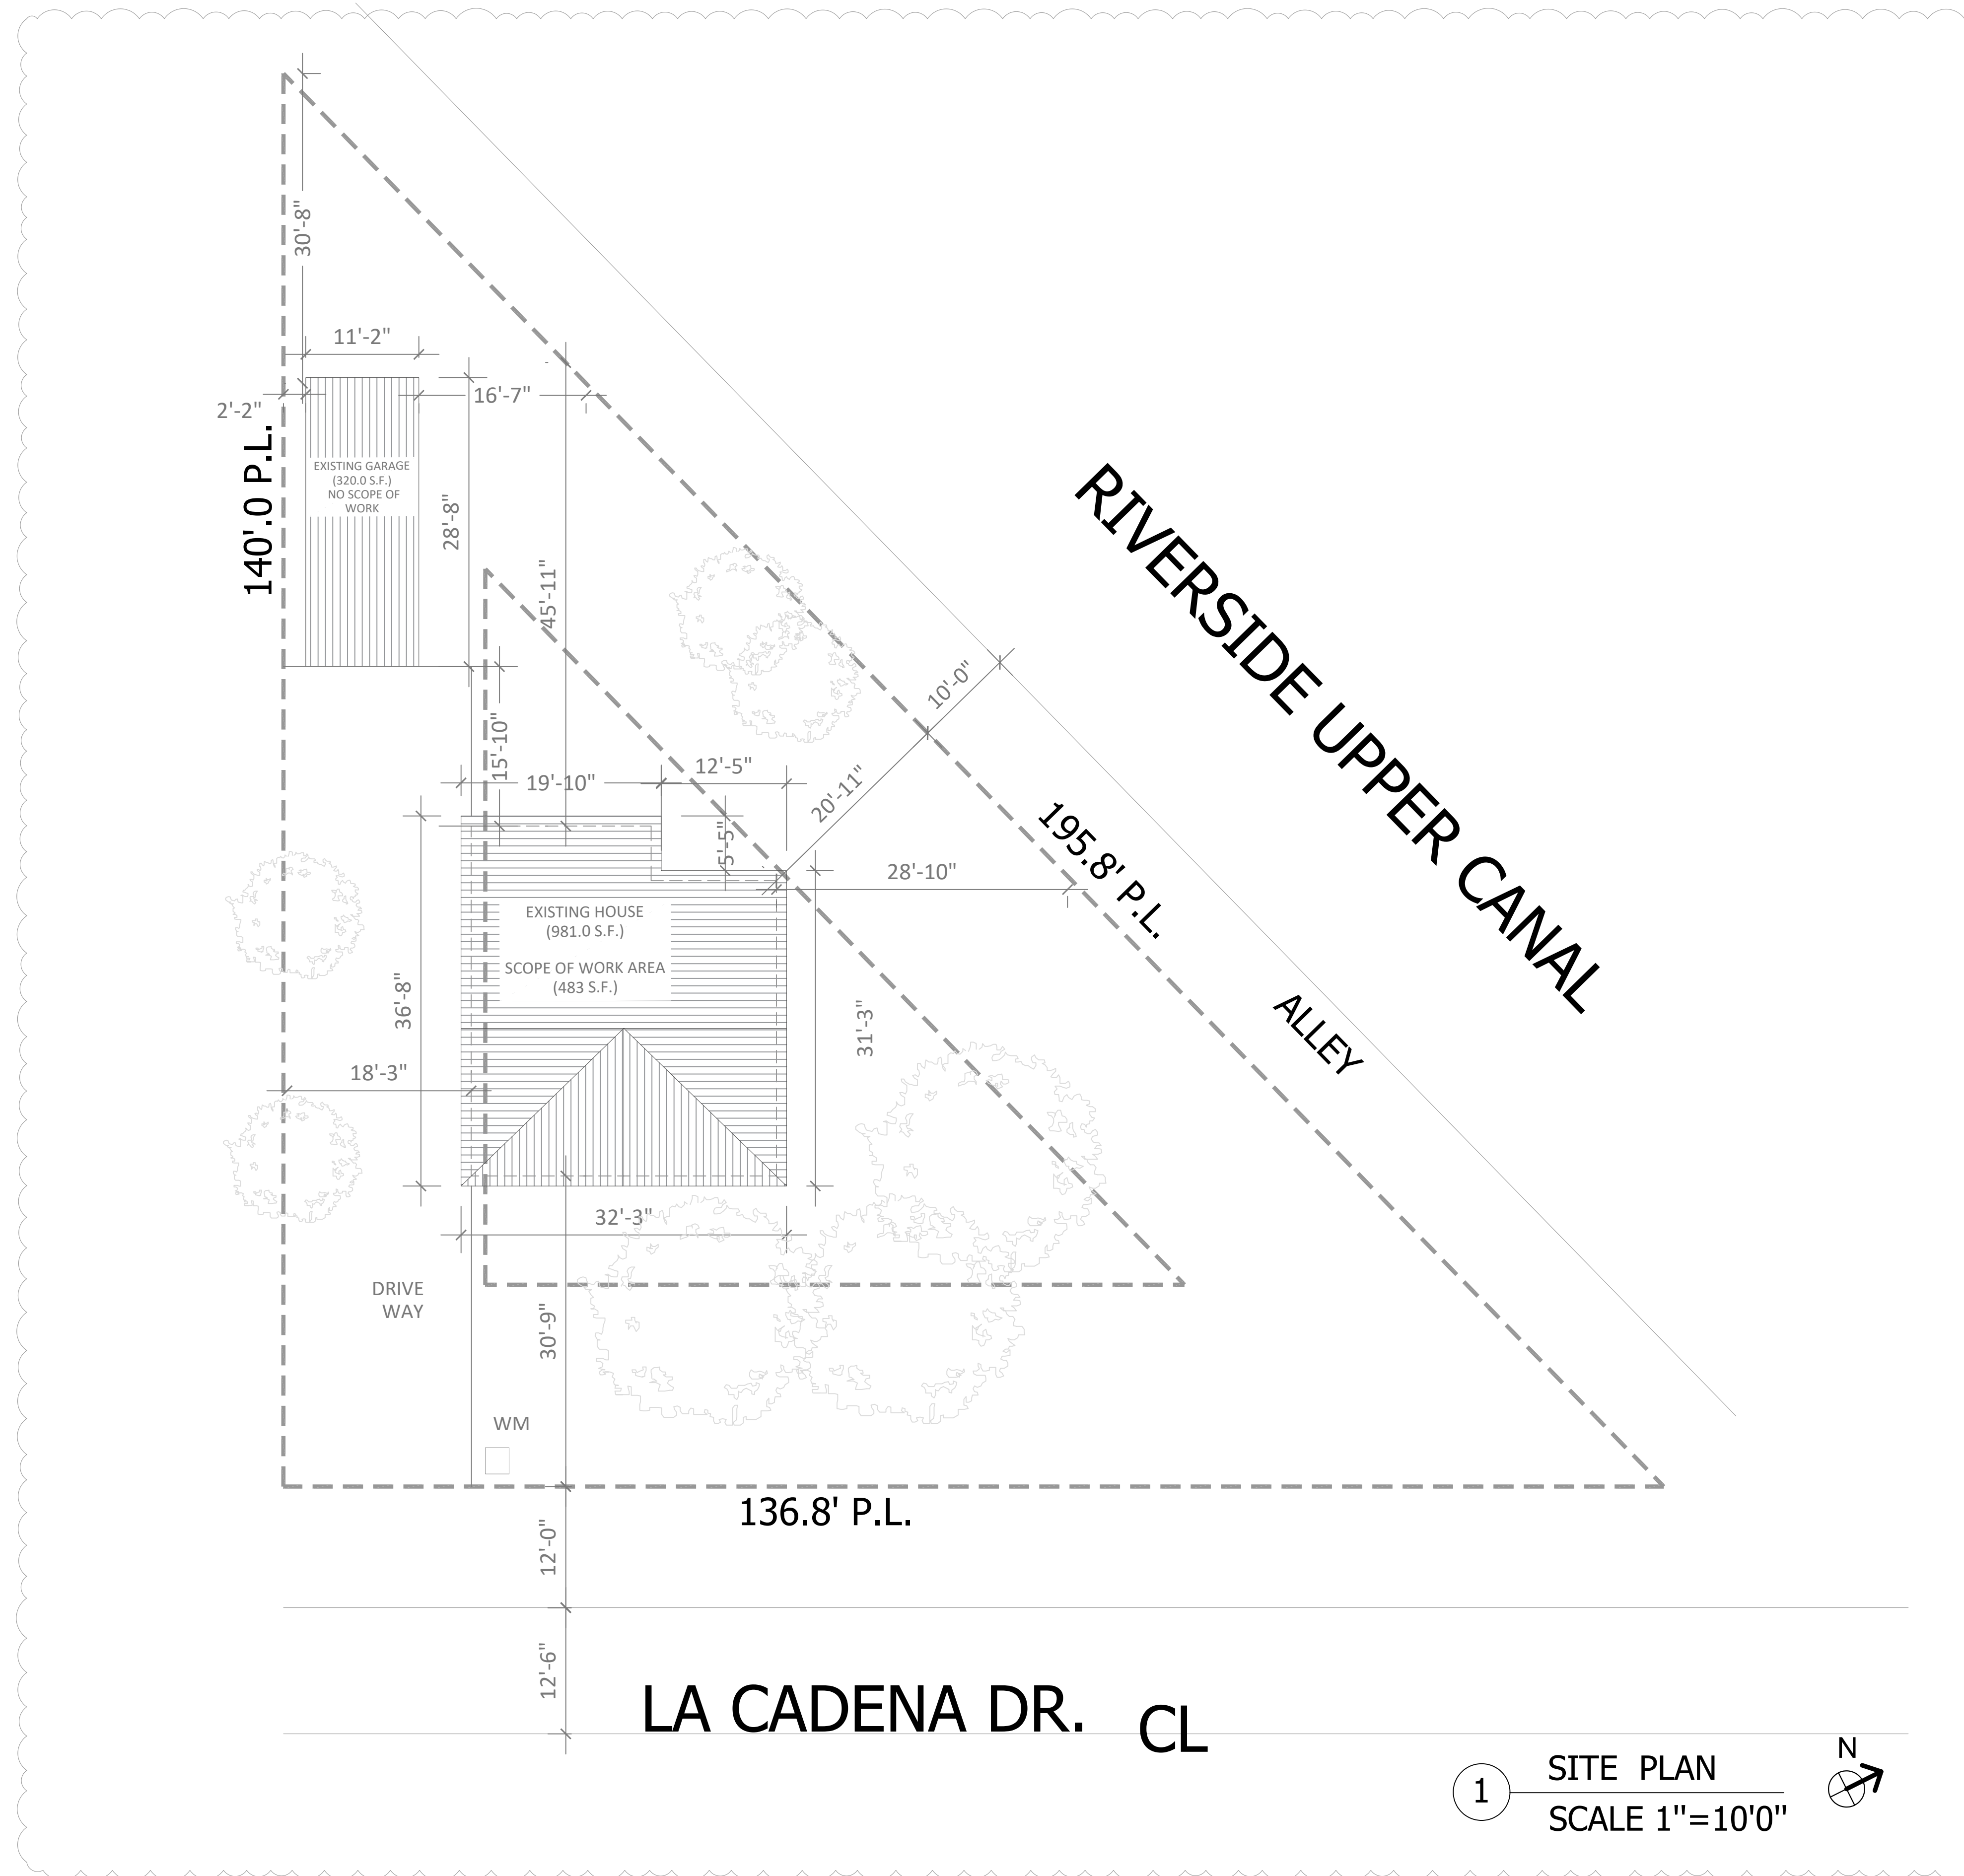 30'-8"
11'-2"
2'-2"
16'-7"
140'.0 P.L.
EXISTING GARAGE
(320.0 S.F.)
NO SCOPE OF
WORK
28'-8"
45'-11"
RIVERSIDE UPPER CANAL
10'-0"
15'-10"
19'-10"
12'-5"
20'-11"
5'-5"
195.8' P.L.
28'-10"
EXISTING HOUSE
(981.0 S.F.)
SCOPE OF WORK AREA
(483 S.F.)
36'-8"
31'-3"
ALLEY
18'-3"
32'-3"
DRIVE
WAY
30'-9"
WM
136.8' P.L.
12'-0"
12'-6"
LA CADENA DR.
CL
N
1
SITE PLAN
SCALE 1"=10'0"